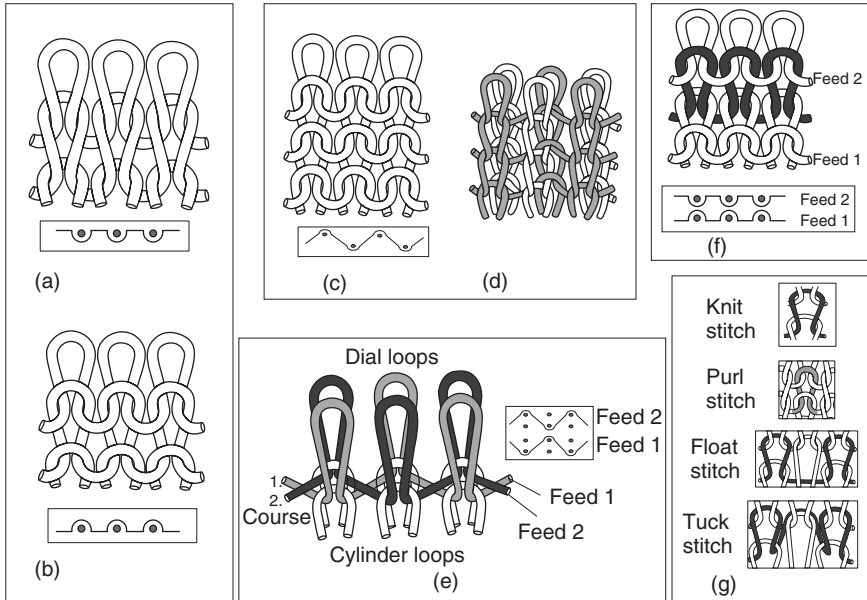 (a)
(b)
(c)
(d)
Dial loops
Feed 2
Feed 1
1.
2.
Course
Feed 1
Feed 2
Cylinder loops
(e)
Feed 2
Feed 1
Feed 2
Feed 1
(f)
Knit
stitch
Purl
stitch
Float
stitch
Tuck
stitch
(g)